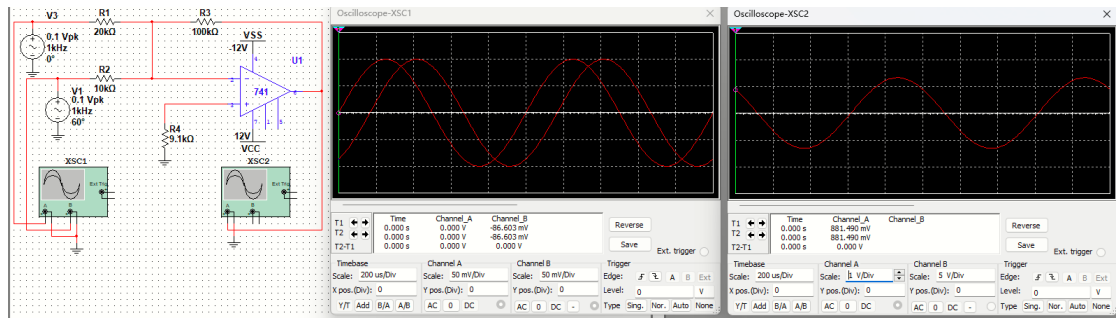 V3
0.1 Vpk
1kHz
0°
R1
20kΩ
R3
100kΩ
VSS
-12V
4
U1
2
741
6
3
7
1
5
R2
10kΩ
V1
0.1 Vpk
1kHz
60°
R4
9.1kΩ
12V
VCC
XSC1
Ext Trig
A
B
XSC2
Ext Trig
A
B
Oscilloscope-XSC1
Time Channel_A Channel_B
T1 0.000 s 0.000 V -86.603 mV
T2 0.000 s 0.000 V -86.603 mV
T2-T1 0.000 s 0.000 V 0.000 V
Reverse
Save
Ext. trigger
Timebase
Scale: 200 us/Div
X pos.(Div): 0
Y/T Add B/A A/B
Channel A
Scale: 50 mV/Div
Y pos.(Div): 0
AC 0 DC
Channel B
Scale: 50 mV/Div
Y pos.(Div): 0
AC 0 DC -
Trigger
Edge: A B Ext
Level: 0 V
Type Sing. Nor. Auto None
Oscilloscope-XSC2
Time Channel_A Channel_B
T1 0.000 s 881.490 mV
T2 0.000 s 881.490 mV
T2-T1 0.000 s 0.000 V
Reverse
Save
Ext. trigger
Timebase
Scale: 200 us/Div
X pos.(Div): 0
Y/T Add B/A A/B
Channel A
Scale: 1 V/Div
Y pos.(Div): 0
AC 0 DC
Channel B
Scale: 5 V/Div
Y pos.(Div): 0
AC 0 DC -
Trigger
Edge: A B Ext
Level: 0 V
Type Sing. Nor. Auto None